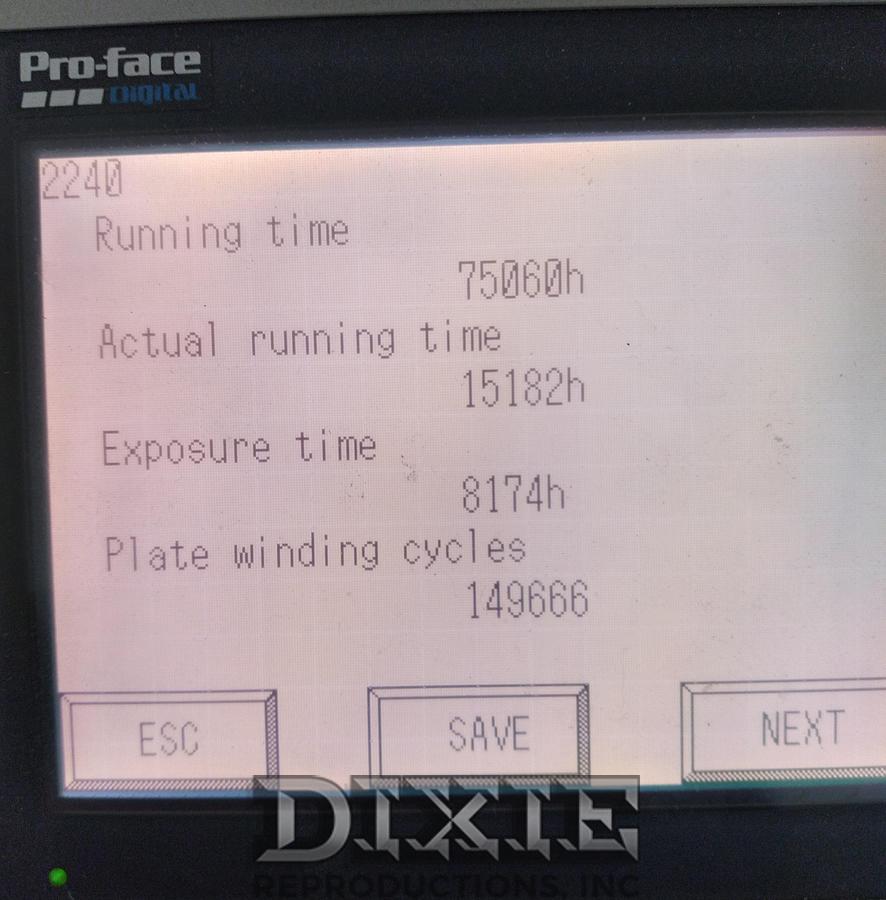 Pro-face
Digital
2240
Running time
75060h
Actual running time
15182h
Exposure time
8174h
Plate winding cycles
149666
ESC SAVE NEXT
DIXIE
REPRODUCTIONS, INC